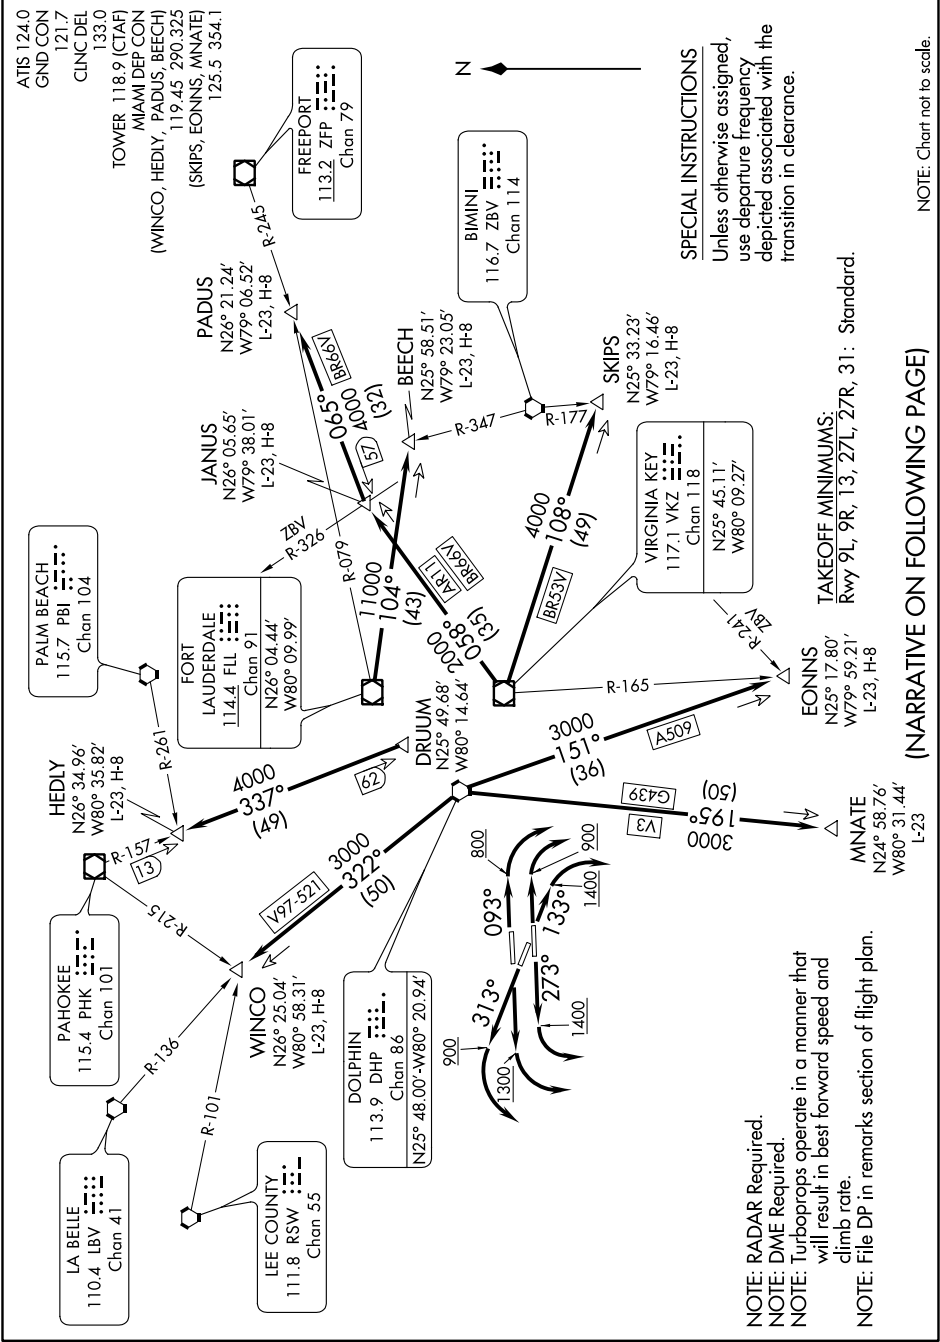 ATIS 124.0
GND CON
121.7
CLNC DEL
133.0
TOWER 118.9 (CTAF)
MIAMI DEP CON
(WINCO, HEDLY, PADUS, BEECH)
119.45 290.325
(SKIPS, EONNS, MNATE)
125.5 354.1
LA BELLE
110.4 LBV
Chan 41
PAHOKEE
115.4 PHK
Chan 101
PALM BEACH
115.7 PBI
Chan 104
FREEPORT
113.2 ZFP
Chan 79
LEE COUNTY
111.8 RSW
Chan 55
R-136
R-101
R-215
R-157
13
R-261
WINCO
N26° 25.04′
W80° 58.31′
L-23, H-8
HEDLY
N26° 34.96′
W80° 35.82′
L-23, H-8
FORT
LAUDERDALE
114.4 FLL
Chan 91
N26° 04.44′
W80° 09.99′
JANUS
N26° 05.65′
W79° 38.01′
L-23, H-8
PADUS
N26° 21.24′
W79° 06.52′
L-23, H-8
R-245
ZBV
R-326
R-079
57
065°
4000
(32)
BR66V
BEECH
N25° 58.51′
W79° 23.05′
L-23, H-8
11000
104°
(43)
R-347
R-177
BIMINI
116.7 ZBV
Chan 114
N
4000
337°
(49)
62
DRUUM
N25° 49.68′
W80° 14.64′
2000
058°
(35)
AR11
BR66V
V97-521
3000
322°
(50)
DOLPHIN
113.9 DHP
Chan 86
N25° 48.00′-W80° 20.94′
4000
108°
(49)
BR53V
SKIPS
N25° 33.23′
W79° 16.46′
L-23, H-8
VIRGINIA KEY
117.1 VKZ
Chan 118
N25° 45.11′
W80° 09.27′
R-165
R-241
ZBV
3000
151°
(36)
A509
EONNS
N25° 17.80′
W79° 59.21′
L-23, H-8
G439
V3
195°
3000
(50)
MNATE
N24° 58.76′
W80° 31.44′
L-23
900
313°
1300
273°
1400
093°
800
900
133°
1400
SPECIAL INSTRUCTIONS
Unless otherwise assigned,
use departure frequency
depicted associated with the
transition in clearance.
TAKEOFF MINIMUMS:
Rwy 9L, 9R, 13, 27L, 27R, 31: Standard.
NOTE: RADAR Required.
NOTE: DME Required.
NOTE: Turboprops operate in a manner that
will result in best forward speed and
climb rate.
NOTE: File DP in remarks section of flight plan.
(NARRATIVE ON FOLLOWING PAGE)
NOTE: Chart not to scale.